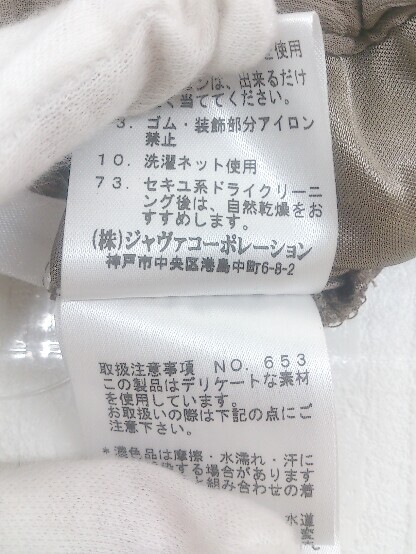 使用
ンは、出来るだけ
く当ててください。
3. ゴム・装飾部分アイロン
禁止
10. 洗濯ネット使用
73. セキユ系ドライクリーニ
ング後は、自然乾燥をお
すすめします。
(株)ジャヴァコーポレーション
神戸市中央区港島中町6-8-2
取扱注意事項 NO. 653
この製品はデリケートな素材
を使用しています。
お取扱いの際は下記の点にご
注意下さい。
*濃色品は摩擦・水濡れ・汗に
染する場合があります
と組み合わせの着
水道